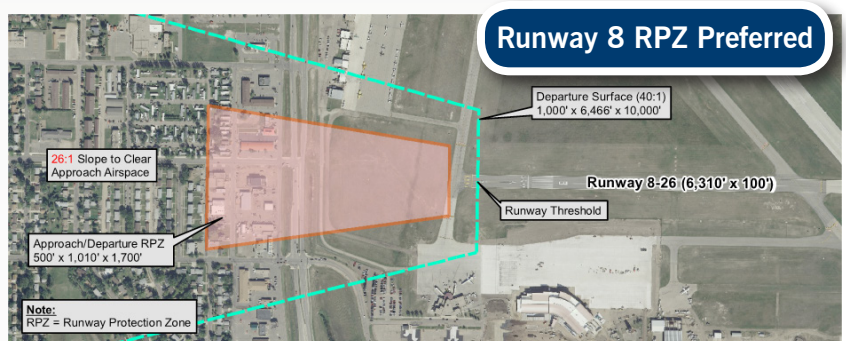 Runway 8 RPZ Preferred
Departure Surface (40:1)
1,000' x 6,466' x 10,000'
26:1 Slope to Clear
Approach Airspace
Runway 8-26 (6,310' x 100')
Runway Threshold
Approach/Departure RPZ
500' x 1,010' x 1,700'
Note:
RPZ = Runway Protection Zone